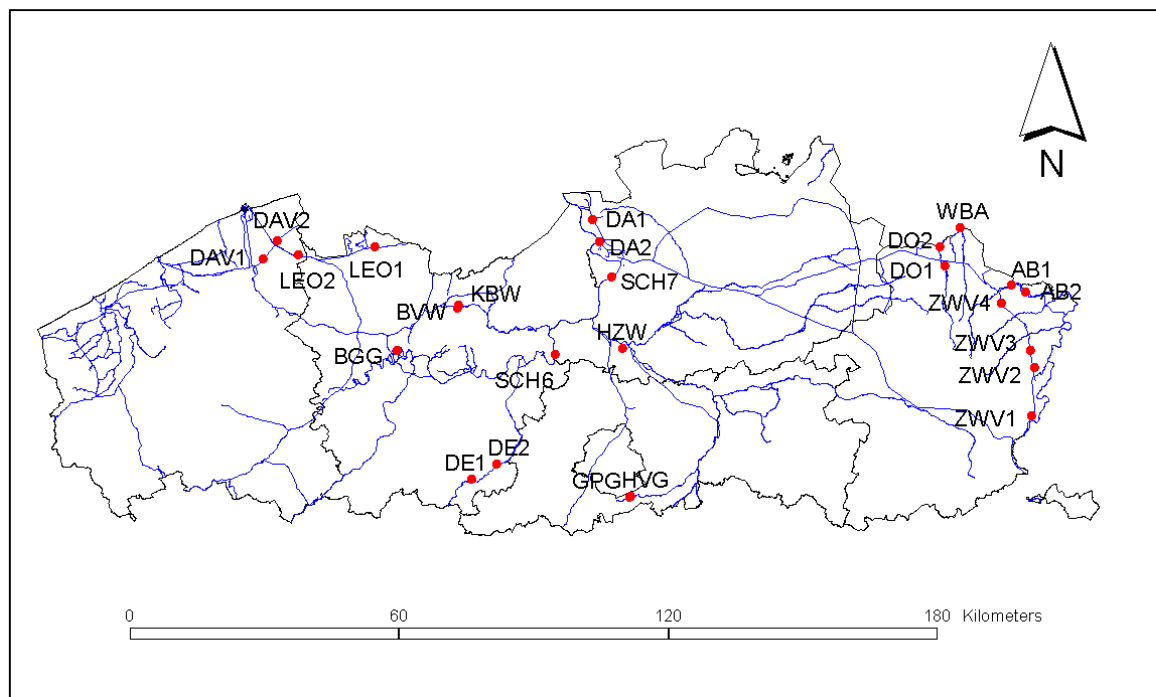 N
WBA
DAV2
DA1
DO2
DAV1
DA2
LEO1
DO1
LEO2
SCH7
AB1
AB2
KBW
ZWV4
BVW
HZW
ZWV3
BGG
SCH6
ZWV2
ZWV1
DE2
DE1
GPGHVG
0 60 120 180 Kilometers